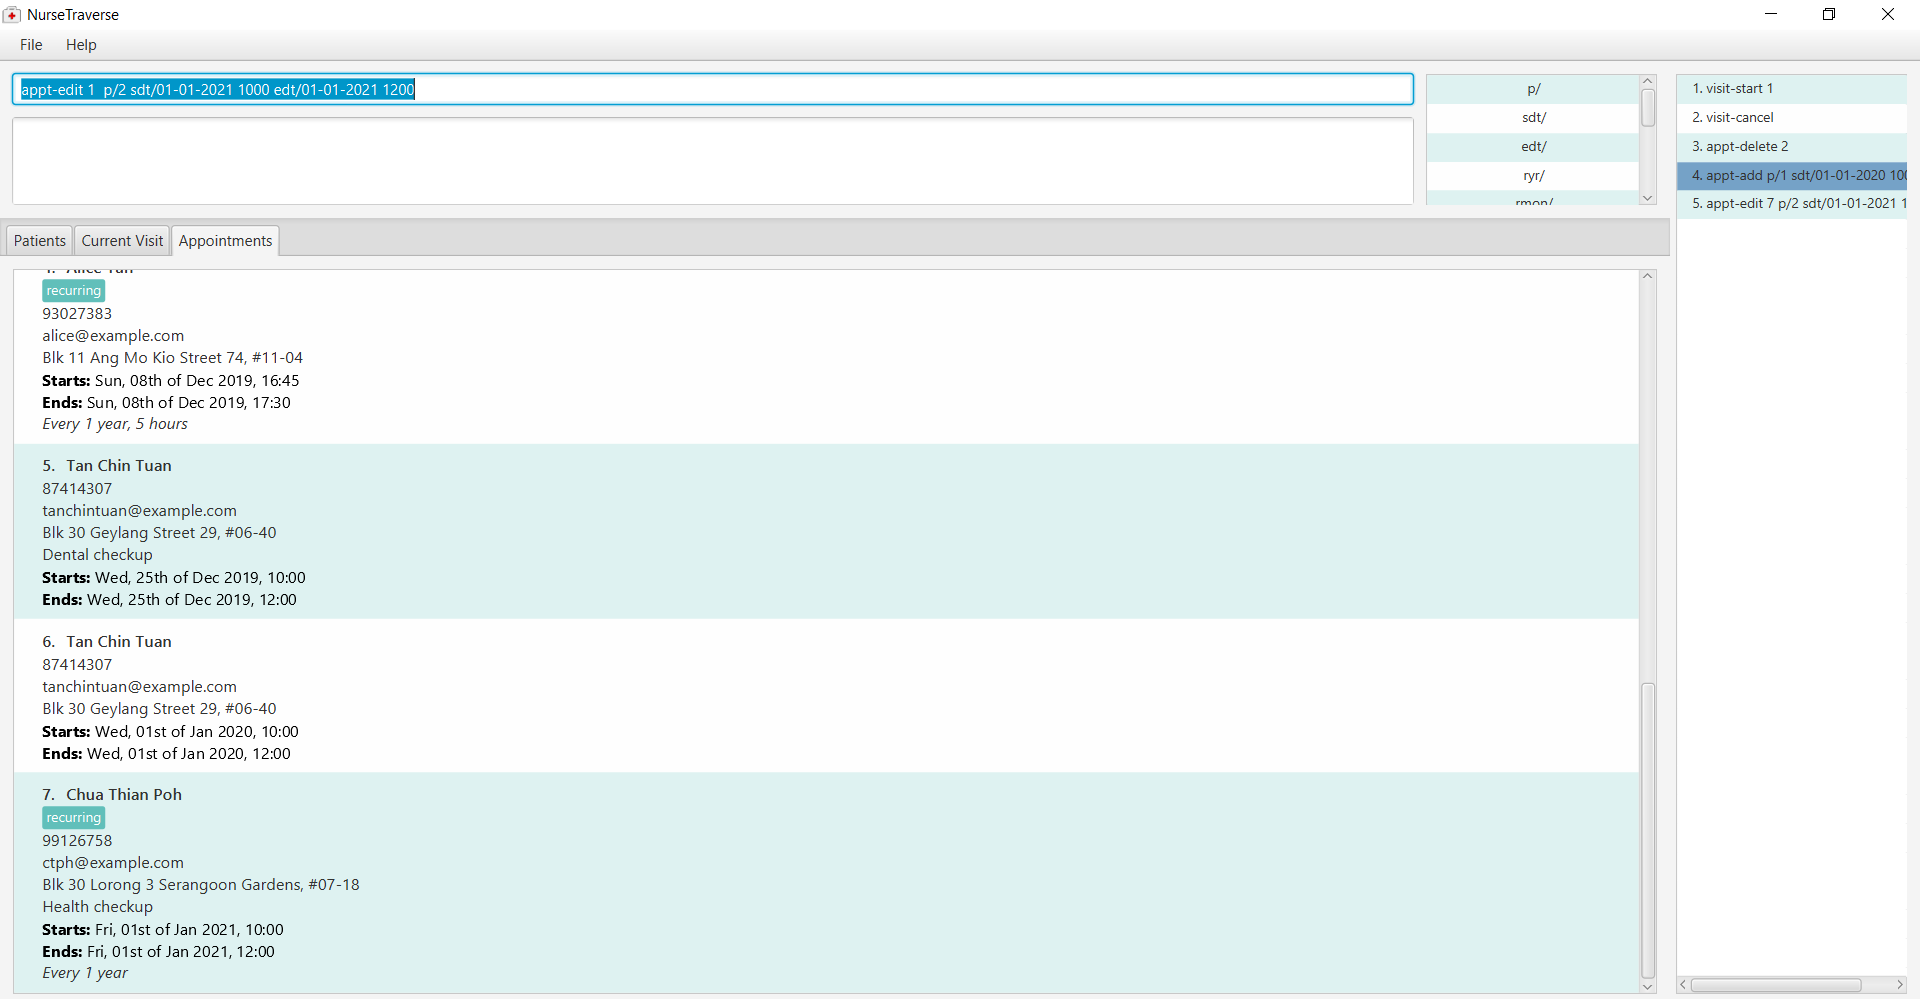 NurseTraverse
File Help
appt-edit 1  p/2 sdt/01-01-2021 1000 edt/01-01-2021 1200
p/
sdt/
edt/
ryr/
rmon/
1. visit-start 1
2. visit-cancel
3. appt-delete 2
4. appt-add p/1 sdt/01-01-2020 10
5. appt-edit 7 p/2 sdt/01-01-2021 1
Patients Current Visit Appointments
4. Alice Tan
recurring
93027383
alice@example.com
Blk 11 Ang Mo Kio Street 74, #11-04
Starts: Sun, 08th of Dec 2019, 16:45
Ends: Sun, 08th of Dec 2019, 17:30
Every 1 year, 5 hours
5. Tan Chin Tuan
87414307
tanchintuan@example.com
Blk 30 Geylang Street 29, #06-40
Dental checkup
Starts: Wed, 25th of Dec 2019, 10:00
Ends: Wed, 25th of Dec 2019, 12:00
6. Tan Chin Tuan
87414307
tanchintuan@example.com
Blk 30 Geylang Street 29, #06-40
Starts: Wed, 01st of Jan 2020, 10:00
Ends: Wed, 01st of Jan 2020, 12:00
7. Chua Thian Poh
recurring
99126758
ctph@example.com
Blk 30 Lorong 3 Serangoon Gardens, #07-18
Health checkup
Starts: Fri, 01st of Jan 2021, 10:00
Ends: Fri, 01st of Jan 2021, 12:00
Every 1 year